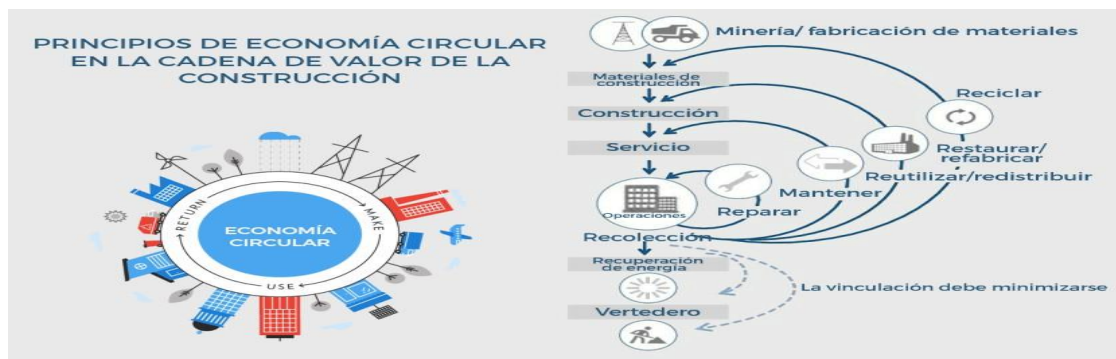 PRINCIPIOS DE ECONOMÍA CIRCULAR
EN LA CADENA DE VALOR DE LA
CONSTRUCCIÓN
RETURN
MAKE
USE
ECONOMÍA
CIRCULAR
Minería/ fabricación de materiales
Materiales de
construcción
Construcción
Servicio
Operaciones
Recolección
Recuperación
de energía
Vertedero
Reciclar
Restaurar/
refabricar
Reutilizar/redistribuir
Mantener
Reparar
La vinculación debe minimizarse